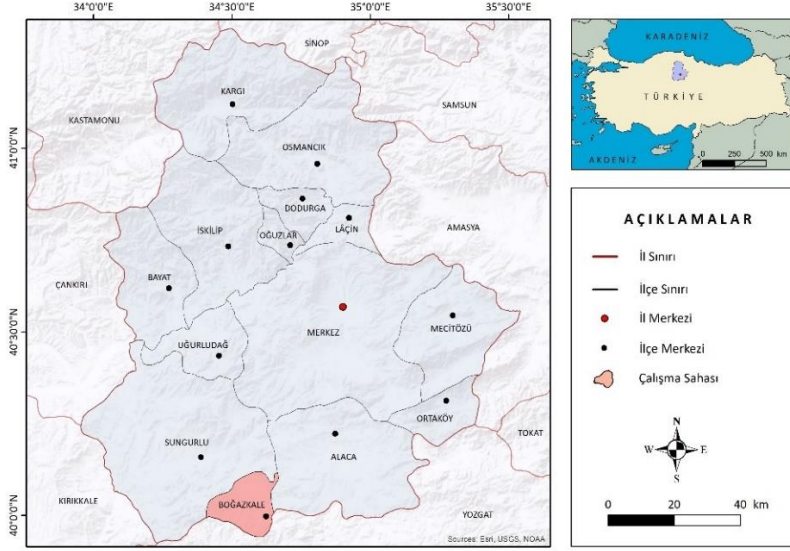 34°0'0"E 34°30'0"E 35°0'0"E 35°30'0"E
41°0'0"N
40°30'0"N
40°0'0"N
SİNOP
KARGI
KASTAMONU
SAMSUN
OSMANCIK
DODURGA
İSKİLİP
OĞUZLAR
LÂÇİN
AMASYA
ÇANKIRI
BAYAT
MERKEZ
MECİTÖZÜ
UĞURLUDAĞ
ORTAKÖY
SUNGURLU
ALACA
TOKAT
BOĞAZKALE
KIRIKKALE
YOZGAT
Sources: Esri, USGS, NOAA
KARADENİZ
TÜRKİYE
AKDENİZ
0 250 500 km
AÇIKLAMALAR
İl Sınırı
İlçe Sınırı
İl Merkezi
İlçe Merkezi
Çalışma Sahası
N
W E
S
0 20 40 km